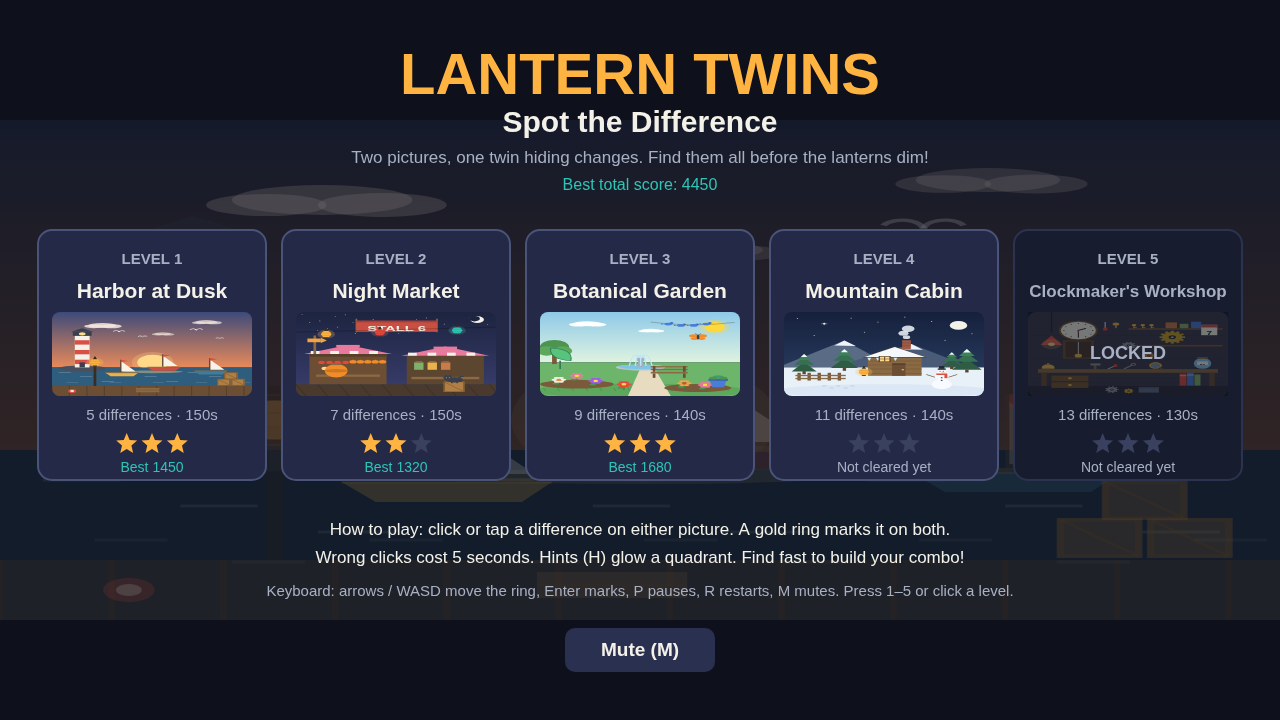 LANTERN TWINS
Spot the Difference
Two pictures, one twin hiding changes. Find them all before the lanterns dim!
Best total score: 4450
LEVEL 1
Harbor at Dusk
5 differences · 150s
Best 1450
LEVEL 2
Night Market
STALL 6
7 differences · 150s
Best 1320
LEVEL 3
Botanical Garden
9 differences · 140s
Best 1680
LEVEL 4
Mountain Cabin
11 differences · 140s
Not cleared yet
LEVEL 5
Clockmaker's Workshop
LOCKED
13 differences · 130s
Not cleared yet
How to play: click or tap a difference on either picture. A gold ring marks it on both.
Wrong clicks cost 5 seconds. Hints (H) glow a quadrant. Find fast to build your combo!
Keyboard: arrows / WASD move the ring, Enter marks, P pauses, R restarts, M mutes. Press 1–5 or click a level.
Mute (M)